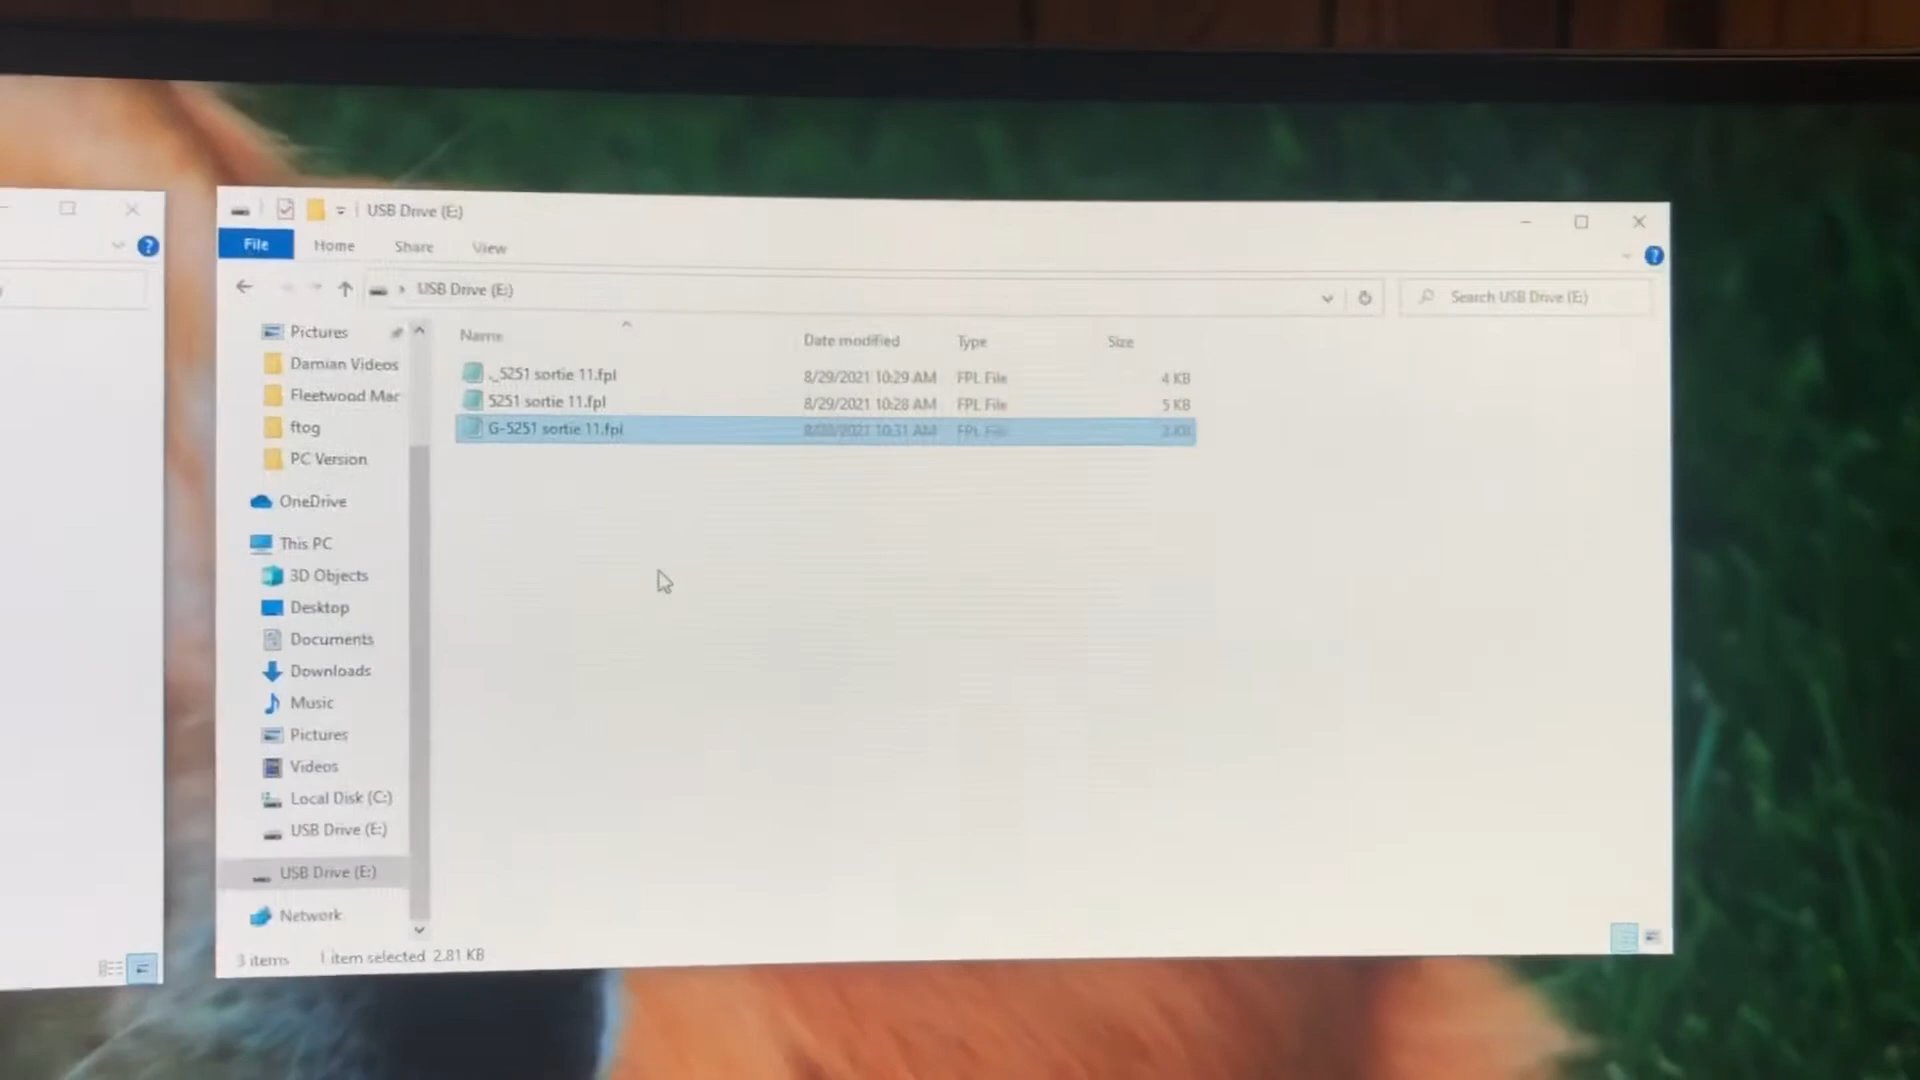 USB Drive (E:)
File Home Share View
USB Drive (E:)
Search USB Drive (E:)
Name Date modified Type Size
._5251 sortie 11.fpl 8/29/2021 10:29 AM FPL File 4 KB
5251 sortie 11.fpl 8/29/2021 10:28 AM FPL File 5 KB
G-5251 sortie 11.fpl 10:31 AM FPL File 3 KB
Pictures
Damian Videos
Fleetwood Mac
ftog
PC Version
OneDrive
This PC
3D Objects
Desktop
Documents
Downloads
Music
Pictures
Videos
Local Disk (C:)
USB Drive (E:)
USB Drive (E:)
Network
3 items 1 item selected 2.81 KB